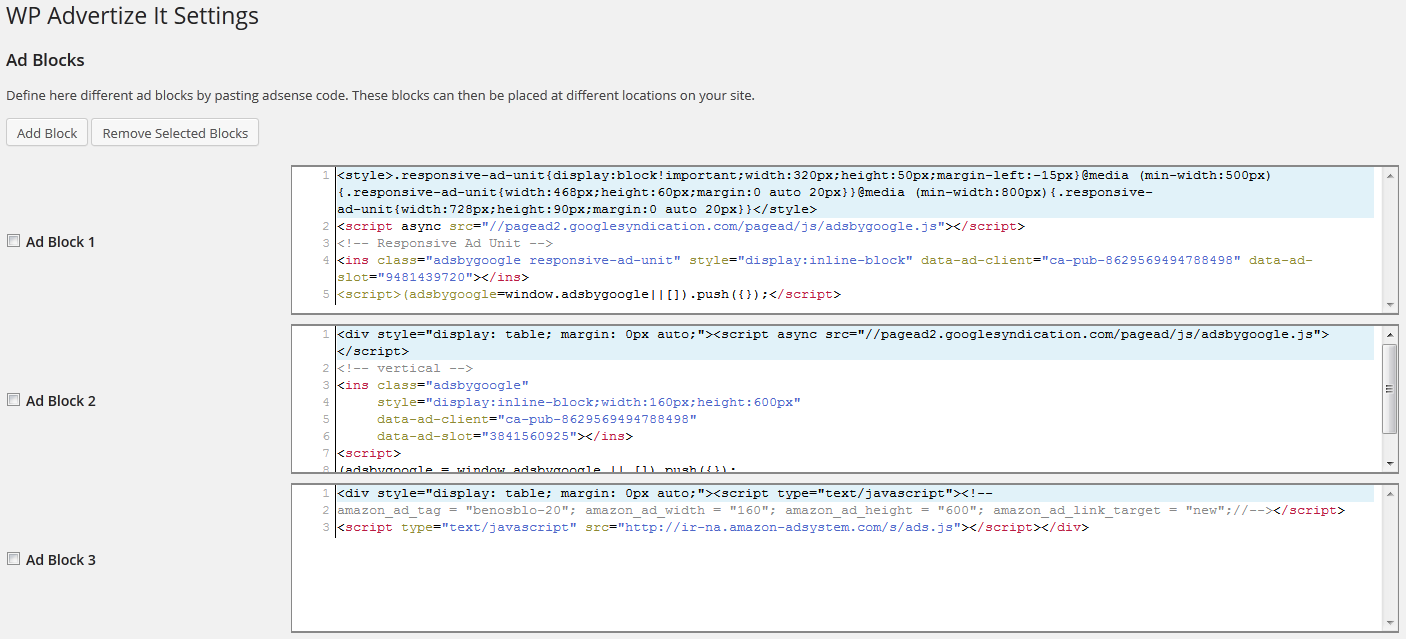 WP Advertize It Settings
Ad Blocks
Define here different ad blocks by pasting adsense code. These blocks can then be placed at different locations on your site.
Add Block
Remove Selected Blocks
Ad Block 1
1 <style>.responsive-ad-unit{display:block!important;width:320px;height:50px;margin-left:-15px}@media (min-width:500px)
{.responsive-ad-unit{width:468px;height:60px;margin:0 auto 20px}}@media (min-width:800px){.responsive-
ad-unit{width:728px;height:90px;margin:0 auto 20px}}</style>
2 <script async src="//pagead2.googlesyndication.com/pagead/js/adsbygoogle.js"></script>
3 <!-- Responsive Ad Unit -->
4 <ins class="adsbygoogle responsive-ad-unit" style="display:inline-block" data-ad-client="ca-pub-8629569494788498" data-ad-
slot="9481439720"></ins>
5 <script>(adsbygoogle=window.adsbygoogle||[]).push({});</script>
Ad Block 2
1 <div style="display: table; margin: 0px auto;"><script async src="//pagead2.googlesyndication.com/pagead/js/adsbygoogle.js">
</script>
2 <!-- vertical -->
3 <ins class="adsbygoogle"
4 style="display:inline-block;width:160px;height:600px"
5 data-ad-client="ca-pub-8629569494788498"
6 data-ad-slot="3841560925"></ins>
7 <script>
8 (adsbygoogle = window.adsbygoogle || []).push({});
Ad Block 3
1 <div style="display: table; margin: 0px auto;"><script type="text/javascript"><!--
2 amazon_ad_tag = "benosblo-20"; amazon_ad_width = "160"; amazon_ad_height = "600"; amazon_ad_link_target = "new";//--></script>
3 <script type="text/javascript" src="http://ir-na.amazon-adsystem.com/s/ads.js"></script></div>